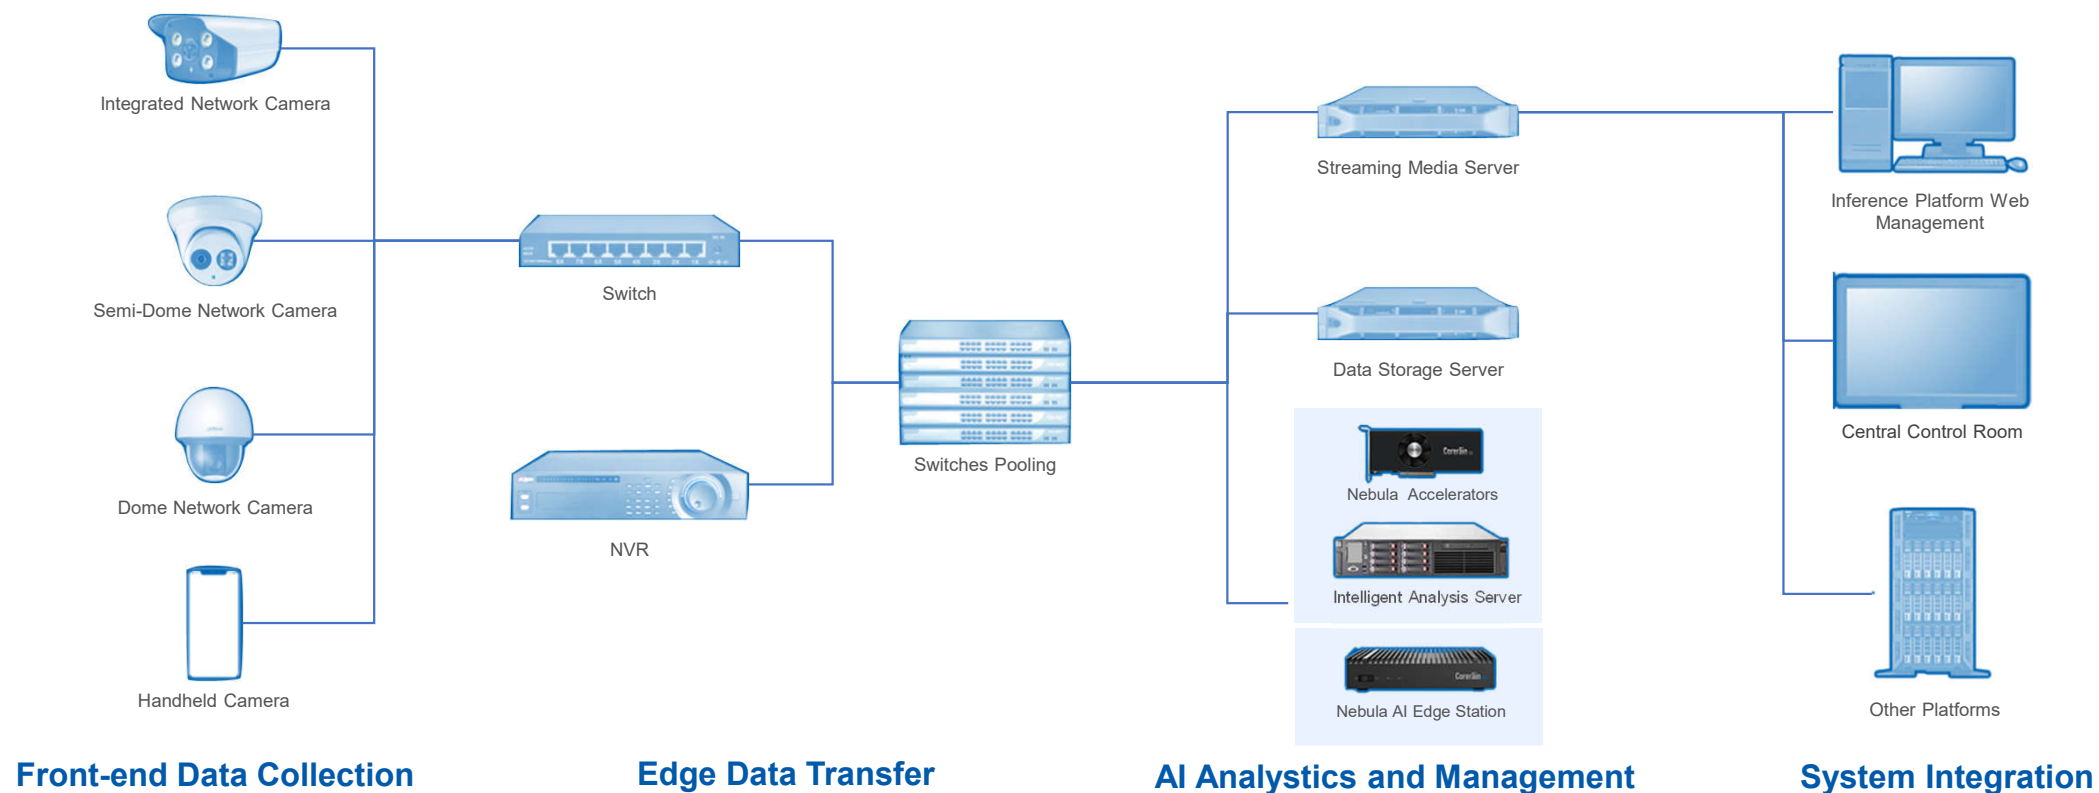 Integrated Network Camera
Semi-Dome Network Camera
Dome Network Camera
Handheld Camera
Front-end Data Collection
Switch
NVR
Switches Pooling
Edge Data Transfer
Streaming Media Server
Data Storage Server
Nebula Accelerators
Intelligent Analysis Server
Nebula AI Edge Station
AI Analystics and Management
Inference Platform Web
Management
Central Control Room
Other Platforms
System Integration